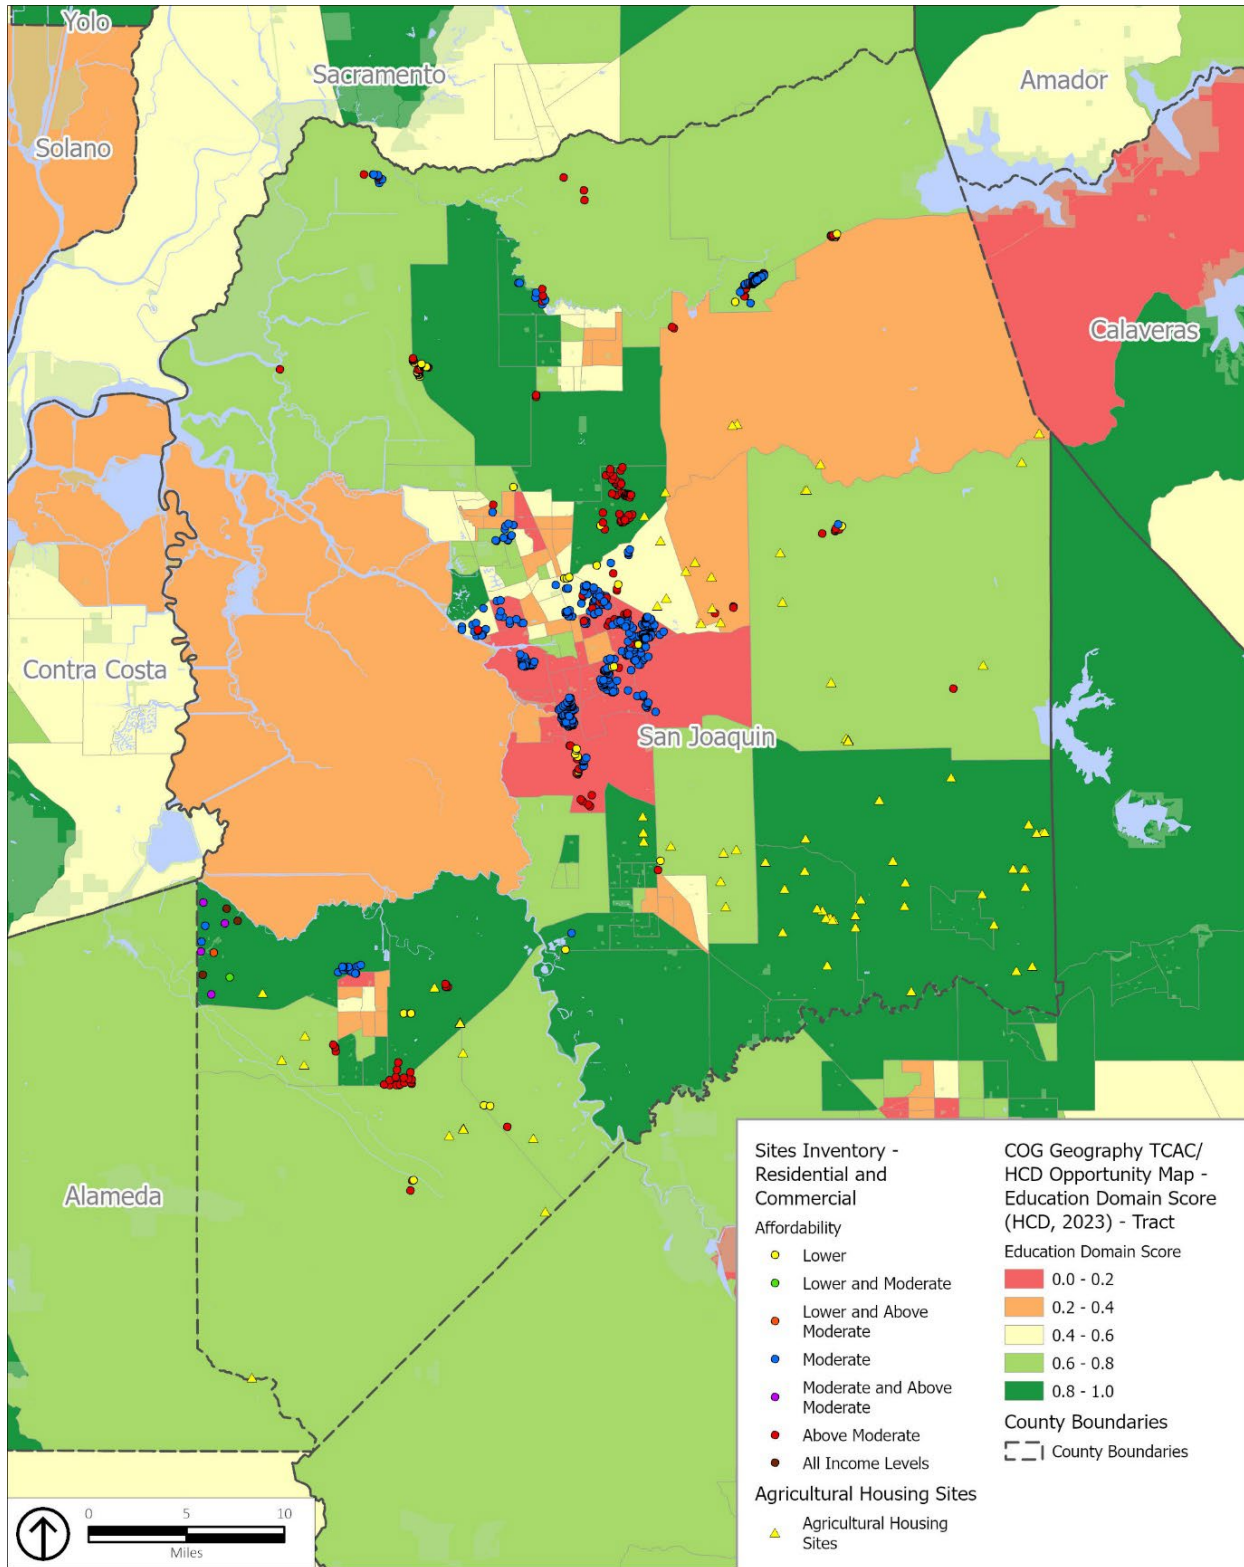 Yolo
Sacramento
Amador
Solano
Calaveras
Contra Costa
San Joaquin
Alameda
Sites Inventory -
Residential and
Commercial
Affordability
Lower
Lower and Moderate
Lower and Above
Moderate
Moderate
Moderate and Above
Moderate
Above Moderate
All Income Levels
Agricultural Housing Sites
Agricultural Housing
Sites
COG Geography TCAC/
HCD Opportunity Map -
Education Domain Score
(HCD, 2023) - Tract
Education Domain Score
0.0 - 0.2
0.2 - 0.4
0.4 - 0.6
0.6 - 0.8
0.8 - 1.0
County Boundaries
County Boundaries
0 5 10
Miles